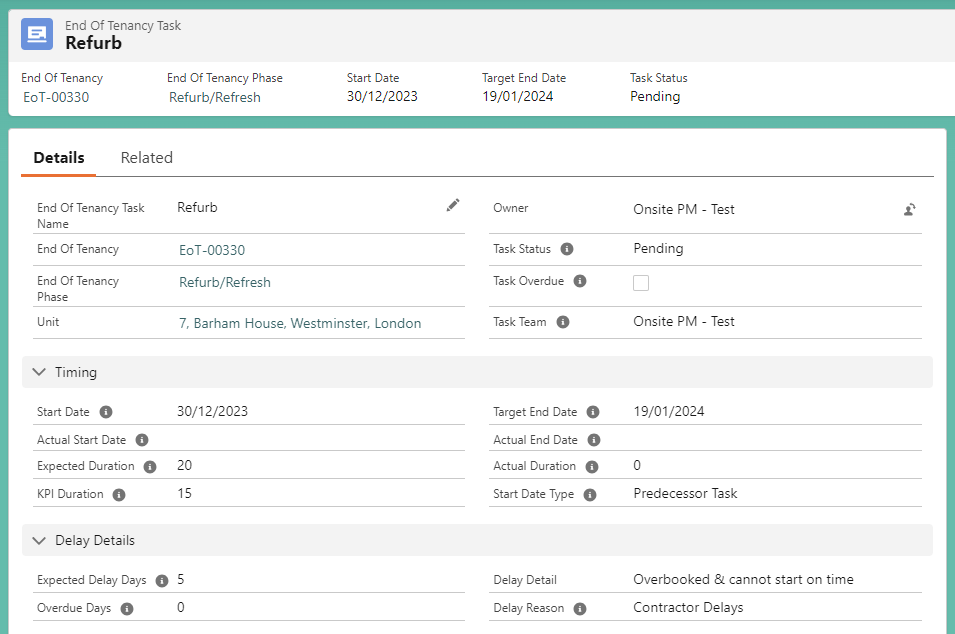 End Of Tenancy Task
Refurb
End Of Tenancy End Of Tenancy Phase Start Date Target End Date Task Status
EoT-00330 Refurb/Refresh 30/12/2023 19/01/2024 Pending
Details Related
End Of Tenancy Task Name Refurb Owner Onsite PM - Test
End Of Tenancy EoT-00330 Task Status Pending
End Of Tenancy Phase Refurb/Refresh Task Overdue
Unit 7, Barham House, Westminster, London Task Team Onsite PM - Test
Timing
Start Date 30/12/2023 Target End Date 19/01/2024
Actual Start Date Actual End Date
Expected Duration 20 Actual Duration 0
KPI Duration 15 Start Date Type Predecessor Task
Delay Details
Expected Delay Days 5 Delay Detail Overbooked & cannot start on time
Overdue Days 0 Delay Reason Contractor Delays